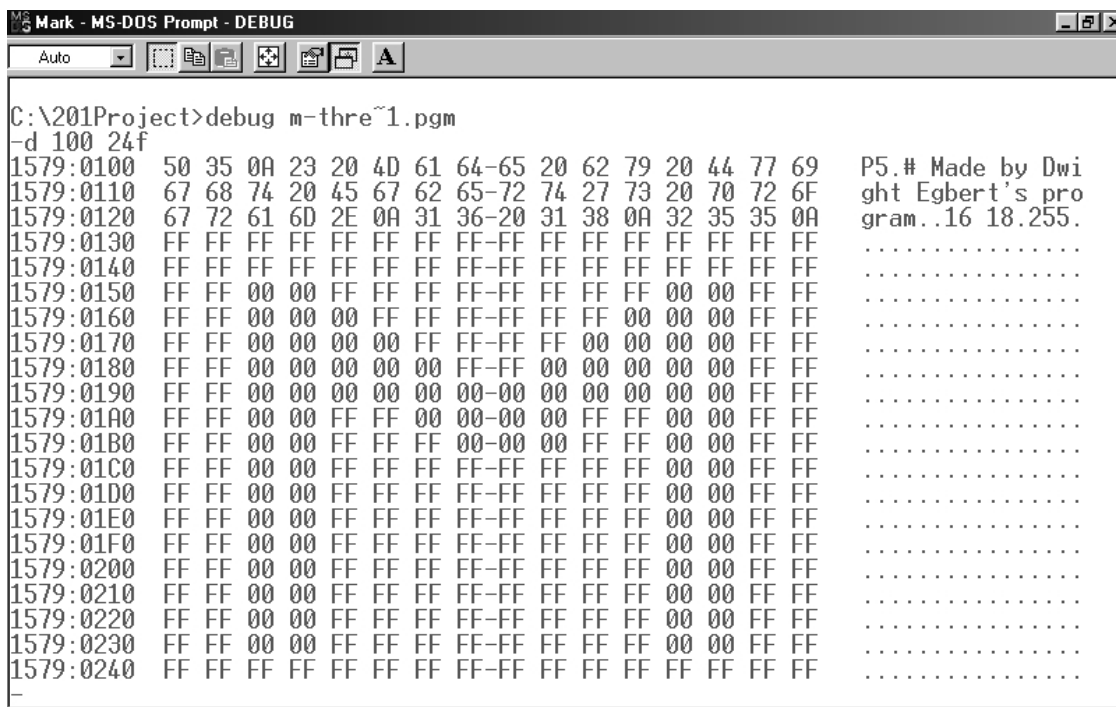 Mark - MS-DOS Prompt - DEBUG
Auto
A
C:\201Project>debug m-thre~1.pgm
-d 100 24f
1579:0100  50 35 0A 23 20 4D 61 64-65 20 62 79 20 44 77 69   P5.# Made by Dwi
1579:0110  67 68 74 20 45 67 62 65-72 74 27 73 20 70 72 6F   ght Egbert's pro
1579:0120  67 72 61 6D 2E 0A 31 36-20 31 38 0A 32 35 35 0A   gram..16 18.255.
1579:0130  FF FF FF FF FF FF FF FF-FF FF FF FF FF FF FF FF   ................
1579:0140  FF FF FF FF FF FF FF FF-FF FF FF FF FF FF FF FF   ................
1579:0150  FF FF 00 00 FF FF FF FF-FF FF FF FF 00 00 FF FF   ................
1579:0160  FF FF 00 00 00 FF FF FF-FF FF FF 00 00 00 FF FF   ................
1579:0170  FF FF 00 00 00 00 FF FF-FF FF 00 00 00 00 FF FF   ................
1579:0180  FF FF 00 00 00 00 00 FF-FF 00 00 00 00 00 FF FF   ................
1579:0190  FF FF 00 00 00 00 00 00-00 00 00 00 00 00 FF FF   ................
1579:01A0  FF FF 00 00 FF FF 00 00-00 00 FF FF 00 00 FF FF   ................
1579:01B0  FF FF 00 00 FF FF FF 00-00 00 FF FF 00 00 FF FF   ................
1579:01C0  FF FF 00 00 FF FF FF FF-FF FF FF FF 00 00 FF FF   ................
1579:01D0  FF FF 00 00 FF FF FF FF-FF FF FF FF 00 00 FF FF   ................
1579:01E0  FF FF 00 00 FF FF FF FF-FF FF FF FF 00 00 FF FF   ................
1579:01F0  FF FF 00 00 FF FF FF FF-FF FF FF FF 00 00 FF FF   ................
1579:0200  FF FF 00 00 FF FF FF FF-FF FF FF FF 00 00 FF FF   ................
1579:0210  FF FF 00 00 FF FF FF FF-FF FF FF FF 00 00 FF FF   ................
1579:0220  FF FF 00 00 FF FF FF FF-FF FF FF FF 00 00 FF FF   ................
1579:0230  FF FF 00 00 FF FF FF FF-FF FF FF FF 00 00 FF FF   ................
1579:0240  FF FF FF FF FF FF FF FF-FF FF FF FF FF FF FF FF   ................
-